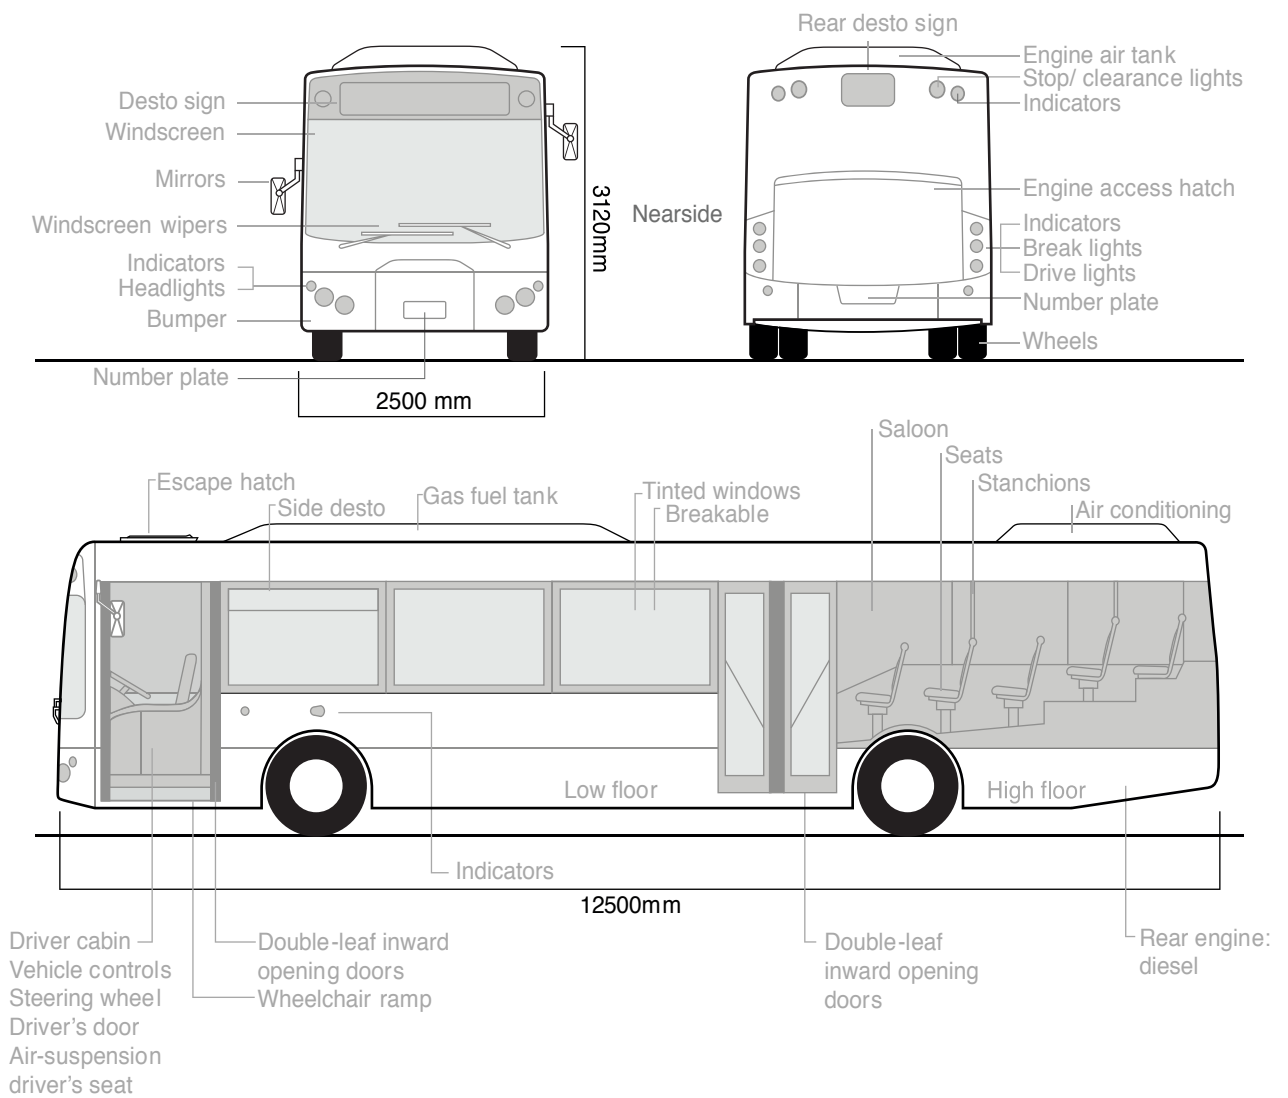 Rear desto sign
Engine air tank
Stop/ clearance lights
Indicators
Desto sign
Windscreen
Mirrors
Windscreen wipers
Indicators
Headlights
Bumper
Number plate
3120mm
2500 mm
Nearside
Engine access hatch
Indicators
Break lights
Drive lights
Number plate
Wheels
Saloon
Seats
Stanchions
Air conditioning
Escape hatch
Side desto
Gas fuel tank
Tinted windows
Breakable
Low floor
High floor
Indicators
12500mm
Driver cabin
Vehicle controls
Steering wheel
Driver’s door
Air-suspension
driver’s seat
Double-leaf inward
opening doors
Wheelchair ramp
Double-leaf
inward opening
doors
Rear engine:
diesel